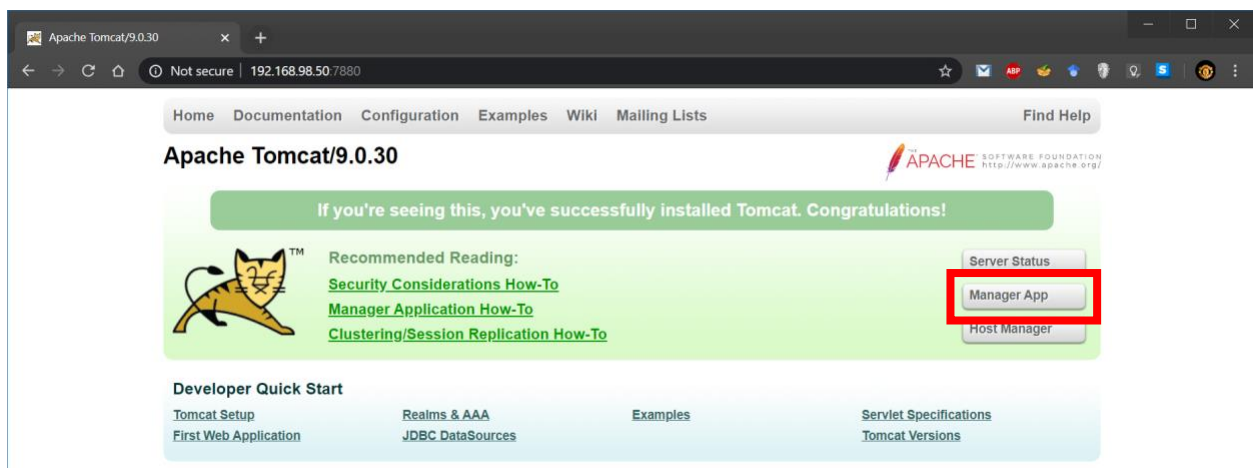 Apache Tomcat/9.0.30
Not secure | 192.168.98.50:7880
ABP
S
Home Documentation Configuration Examples Wiki Mailing Lists Find Help
Apache Tomcat/9.0.30
THE APACHE SOFTWARE FOUNDATION
http://www.apache.org/
If you're seeing this, you've successfully installed Tomcat. Congratulations!
TM
Recommended Reading:
Security Considerations How-To
Manager Application How-To
Clustering/Session Replication How-To
Server Status
Manager App
Host Manager
Developer Quick Start
Tomcat Setup Realms & AAA Examples Servlet Specifications
First Web Application JDBC DataSources Tomcat Versions